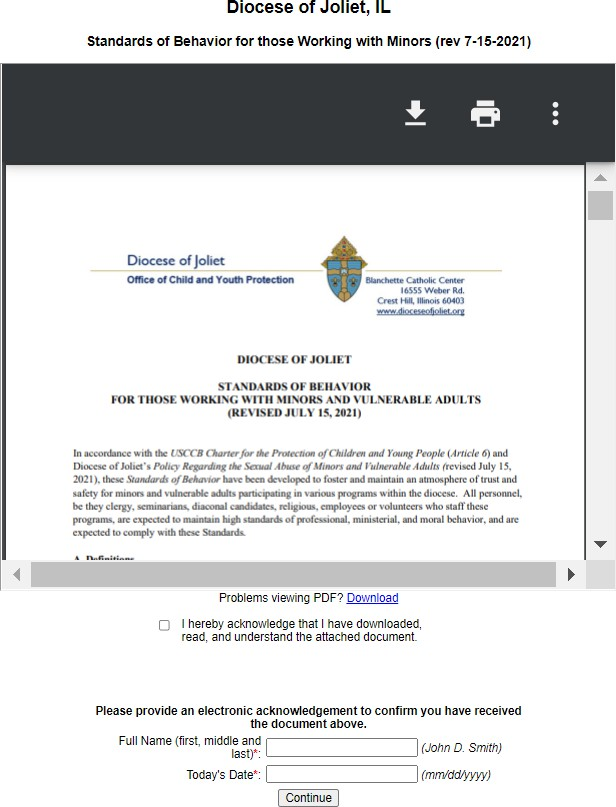 Diocese of Joliet, IL
Standards of Behavior for those Working with Minors (rev 7-15-2021)
Diocese of Joliet
Office of Child and Youth Protection
Blanchette Catholic Center
16555 Weber Rd.
Crest Hill, Illinois 60403
www.dioceseofjoliet.org
DIOCESE OF JOLIET
STANDARDS OF BEHAVIOR
FOR THOSE WORKING WITH MINORS AND VULNERABLE ADULTS
(REVISED JULY 15, 2021)
In accordance with the USCCB Charter for the Protection of Children and Young People (Article 6) and
Diocese of Joliet's Policy Regarding the Sexual Abuse of Minors and Vulnerable Adults (revised July 15,
2021), these Standards of Behavior have been developed to foster and maintain an atmosphere of trust and
safety for minors and vulnerable adults participating in various programs within the diocese. All personnel,
be they clergy, seminarians, diaconal candidates, religious, employees or volunteers who staff these
programs, are expected to maintain high standards of professional, ministerial, and moral behavior, and are
expected to comply with these Standards.
A. Definitions
Problems viewing PDF? Download
I hereby acknowledge that I have downloaded,
read, and understand the attached document.
Please provide an electronic acknowledgement to confirm you have received
the document above.
Full Name (first, middle and
last)*:
(John D. Smith)
Today's Date*:
(mm/dd/yyyy)
Continue